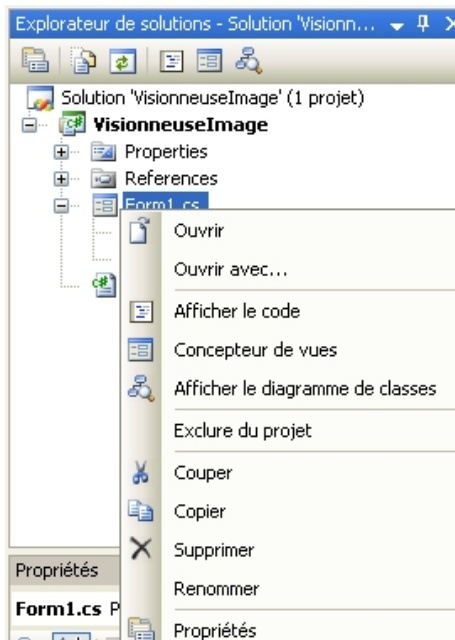 Explorateur de solutions - Solution 'Visionn...
Solution 'VisionneuseImage' (1 projet)
VisionneuseImage
Properties
References
Form1.cs
Ouvrir
Ouvrir avec...
Afficher le code
Concepteur de vues
Afficher le diagramme de classes
Exclure du projet
Couper
Copier
Supprimer
Renommer
Propriétés
Propriétés
Form1.cs P